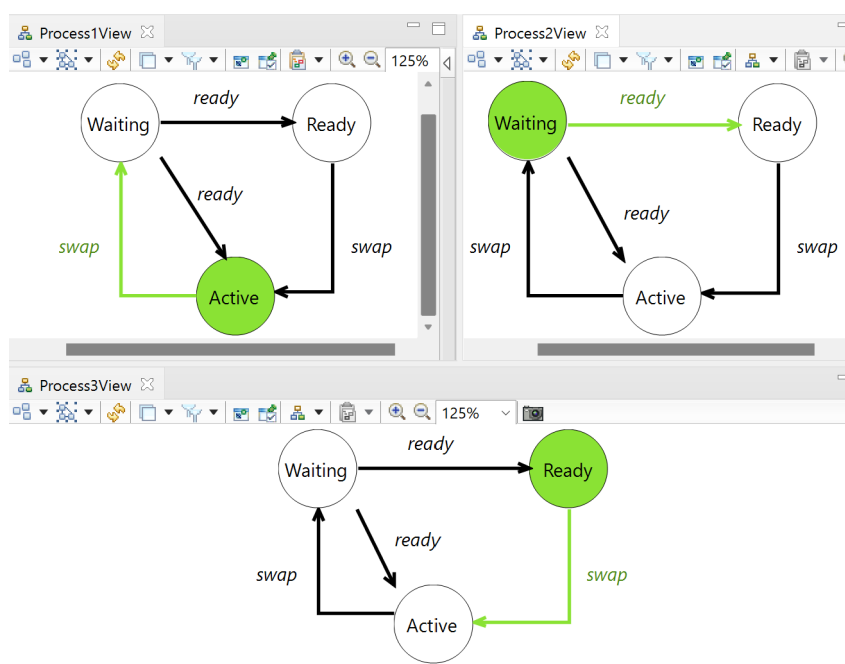 Process1View
125%
ready
Waiting
Ready
ready
swap
swap
Active
Process2View
ready
Waiting
Ready
ready
swap
swap
Active
Process3View
125%
ready
Waiting
Ready
ready
swap
swap
Active